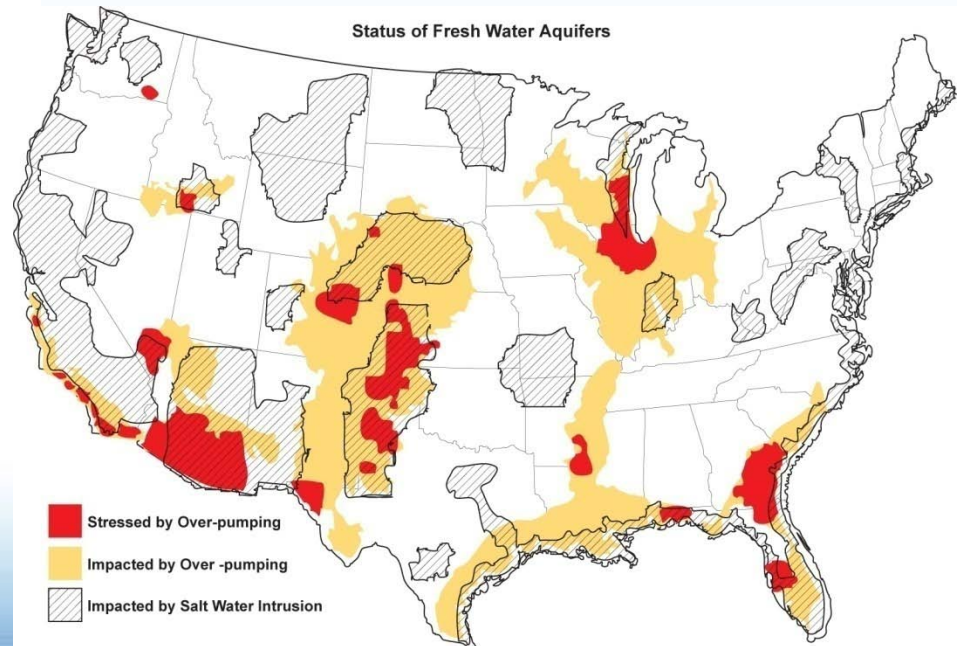 Status of Fresh Water Aquifers
Stressed by Over-pumping
Impacted by Over -pumping
Impacted by Salt Water Intrusion